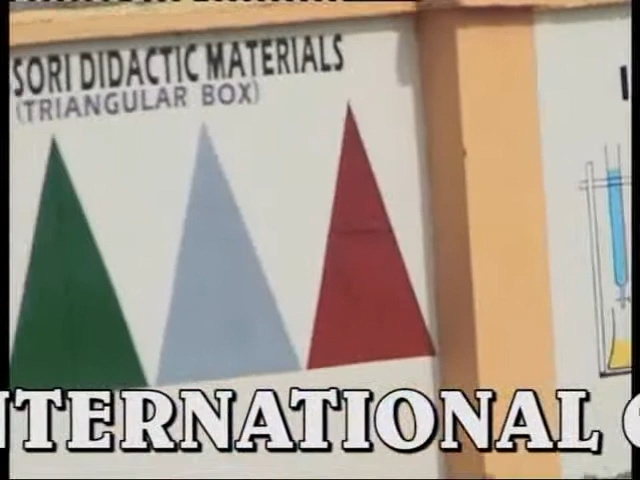 SORI DIDACTIC MATERIALS
(TRIANGULAR BOX)
NTERNATIONAL